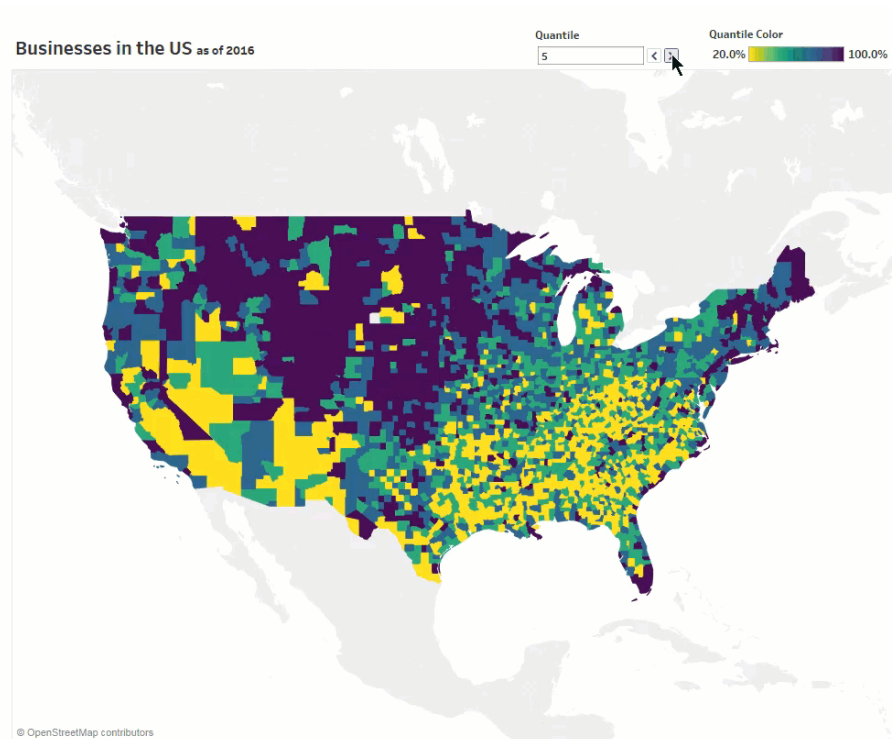 Businesses in the US as of 2016
Quantile
5
Quantile Color
20.0%
100.0%
© OpenStreetMap contributors